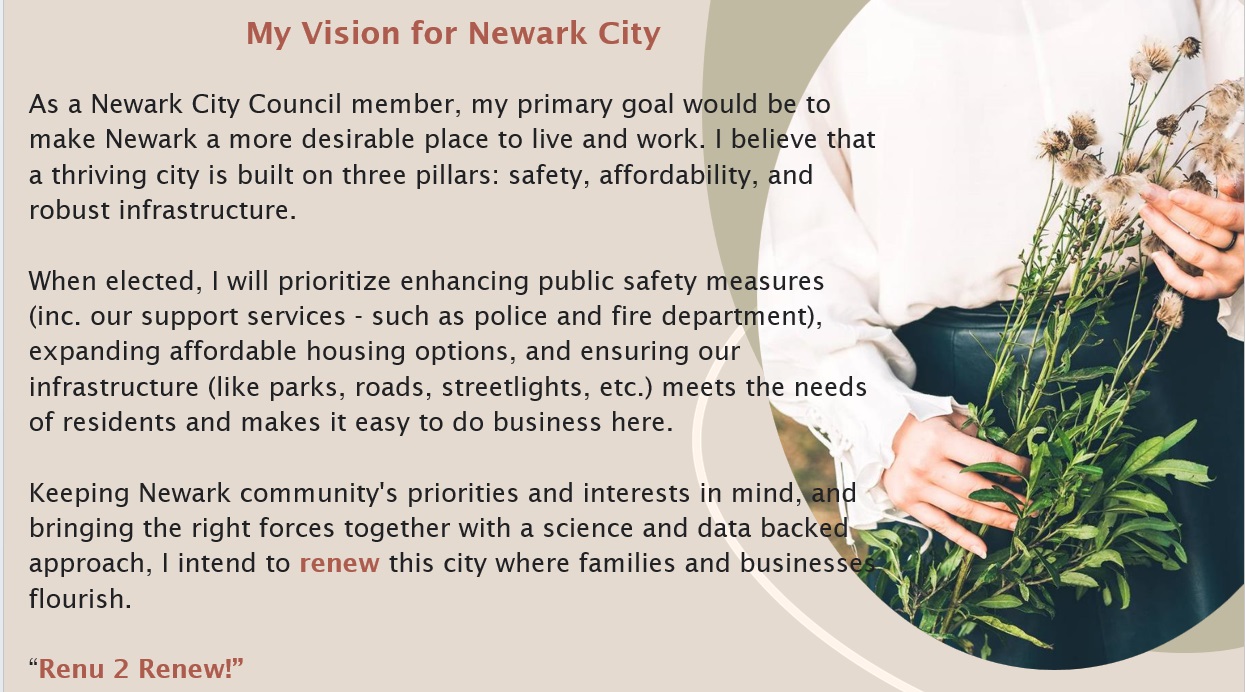 My Vision for Newark City
As a Newark City Council member, my primary goal would be to
make Newark a more desirable place to live and work. I believe that
a thriving city is built on three pillars: safety, affordability, and
robust infrastructure.
When elected, I will prioritize enhancing public safety measures
(inc. our support services - such as police and fire department),
expanding affordable housing options, and ensuring our
infrastructure (like parks, roads, streetlights, etc.) meets the needs
of residents and makes it easy to do business here.
Keeping Newark community's priorities and interests in mind, and
bringing the right forces together with a science and data backed
approach, I intend to renew this city where families and businesses
flourish.
“Renu 2 Renew!”